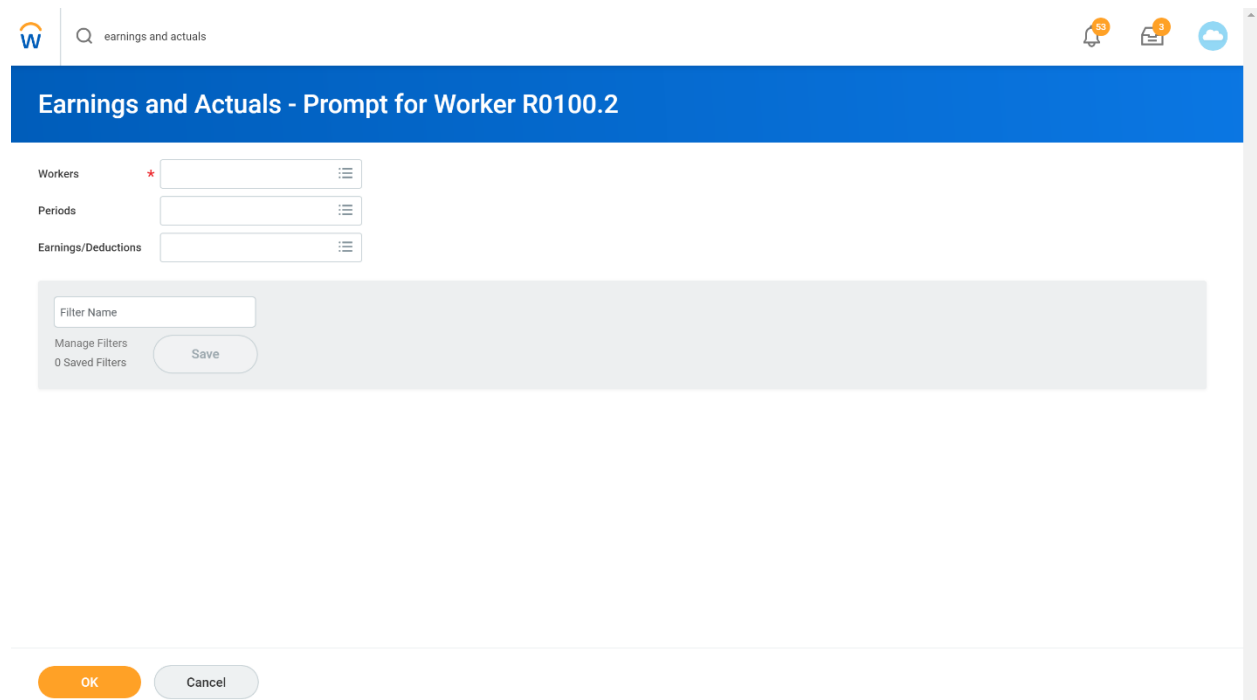 W
earnings and actuals
53
3
Earnings and Actuals - Prompt for Worker R0100.2
Workers *
Periods
Earnings/Deductions
Filter Name
Manage Filters
0 Saved Filters
Save
OK
Cancel